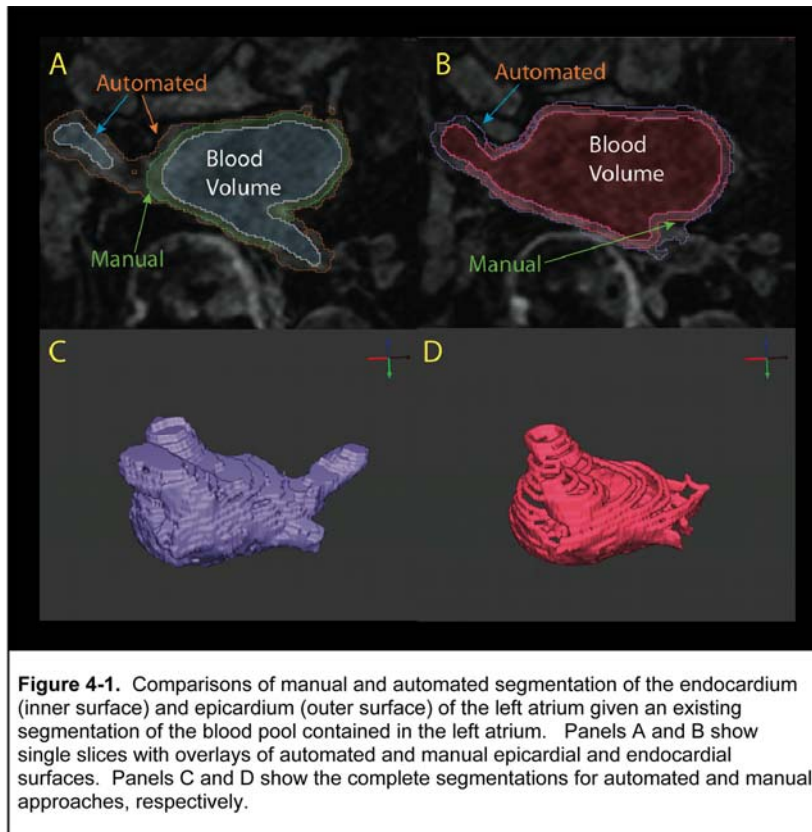 A
Automated
Blood
Volume
Manual
B
Automated
Blood
Volume
Manual
C
D
Figure 4-1. Comparisons of manual and automated segmentation of the endocardium
(inner surface) and epicardium (outer surface) of the left atrium given an existing
segmentation of the blood pool contained in the left atrium. Panels A and B show
single slices with overlays of automated and manual epicardial and endocardial
surfaces. Panels C and D show the complete segmentations for automated and manual
approaches, respectively.